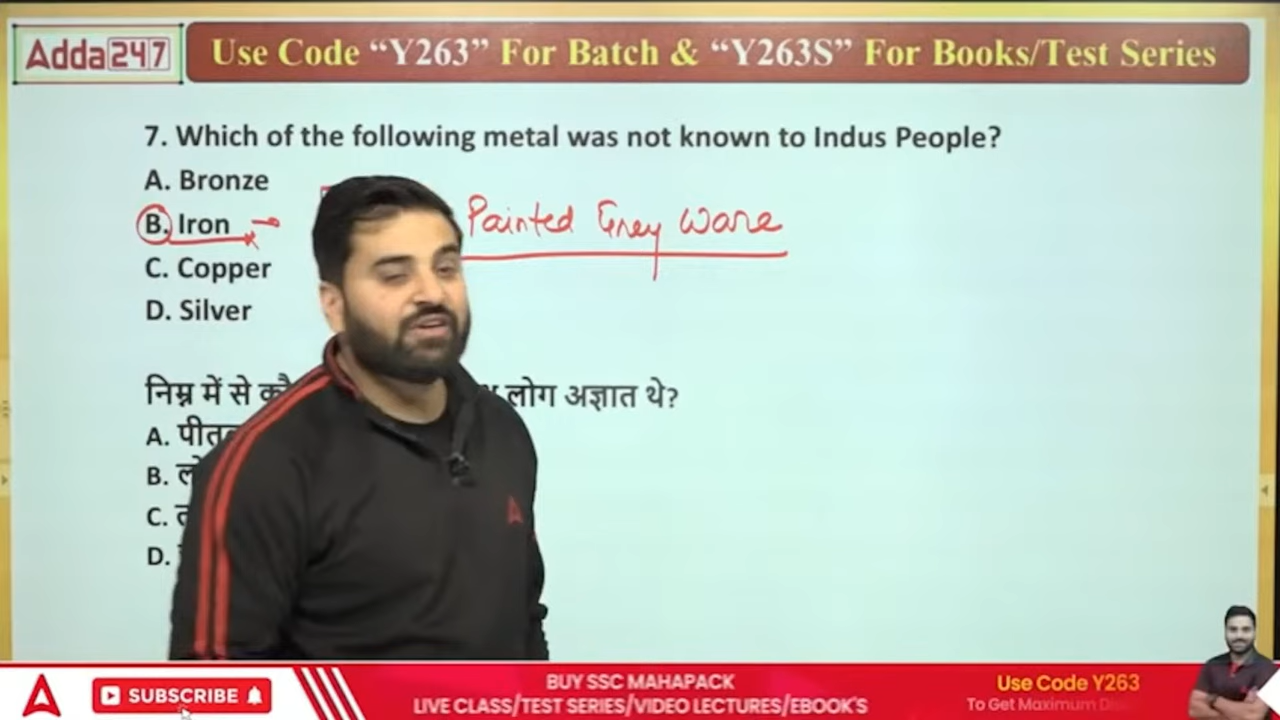 Adda247
Use Code “Y263” For Batch & “Y263S” For Books/Test Series
7. Which of the following metal was not known to Indus People?
A. Bronze
B. Iron
Painted Grey Ware
C. Copper
D. Silver
निम्न में से लोग अज्ञात थे?
A.
B.
C.
D.
SUBSCRIBE
BUY SSC MAHAPACK
LIVE CLASS/TEST SERIES/VIDEO LECTURES/EBOOK'S
Use Code Y263
To Get Maximum